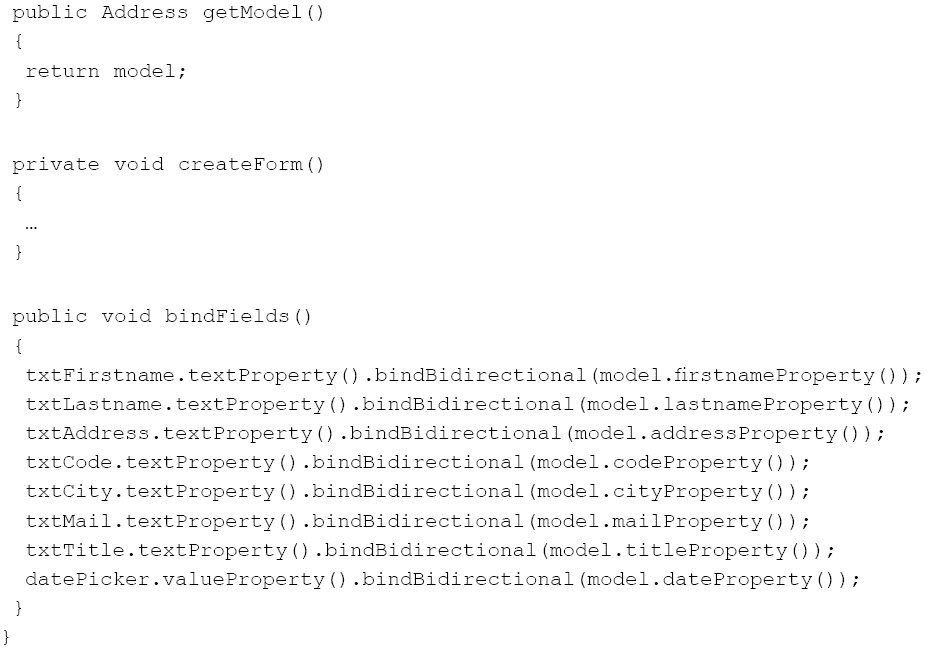 public Address getModel()
{
return model;
}
private void createForm()
{
…
}
public void bindFields()
{
txtFirstname.textProperty().bindBidirectional(model.firstnameProperty());
txtLastname.textProperty().bindBidirectional(model.lastnameProperty());
txtAddress.textProperty().bindBidirectional(model.addressProperty());
txtCode.textProperty().bindBidirectional(model.codeProperty());
txtCity.textProperty().bindBidirectional(model.cityProperty());
txtMail.textProperty().bindBidirectional(model.mailProperty());
txtTitle.textProperty().bindBidirectional(model.titleProperty());
datePicker.valueProperty().bindBidirectional(model.dateProperty());
}
}